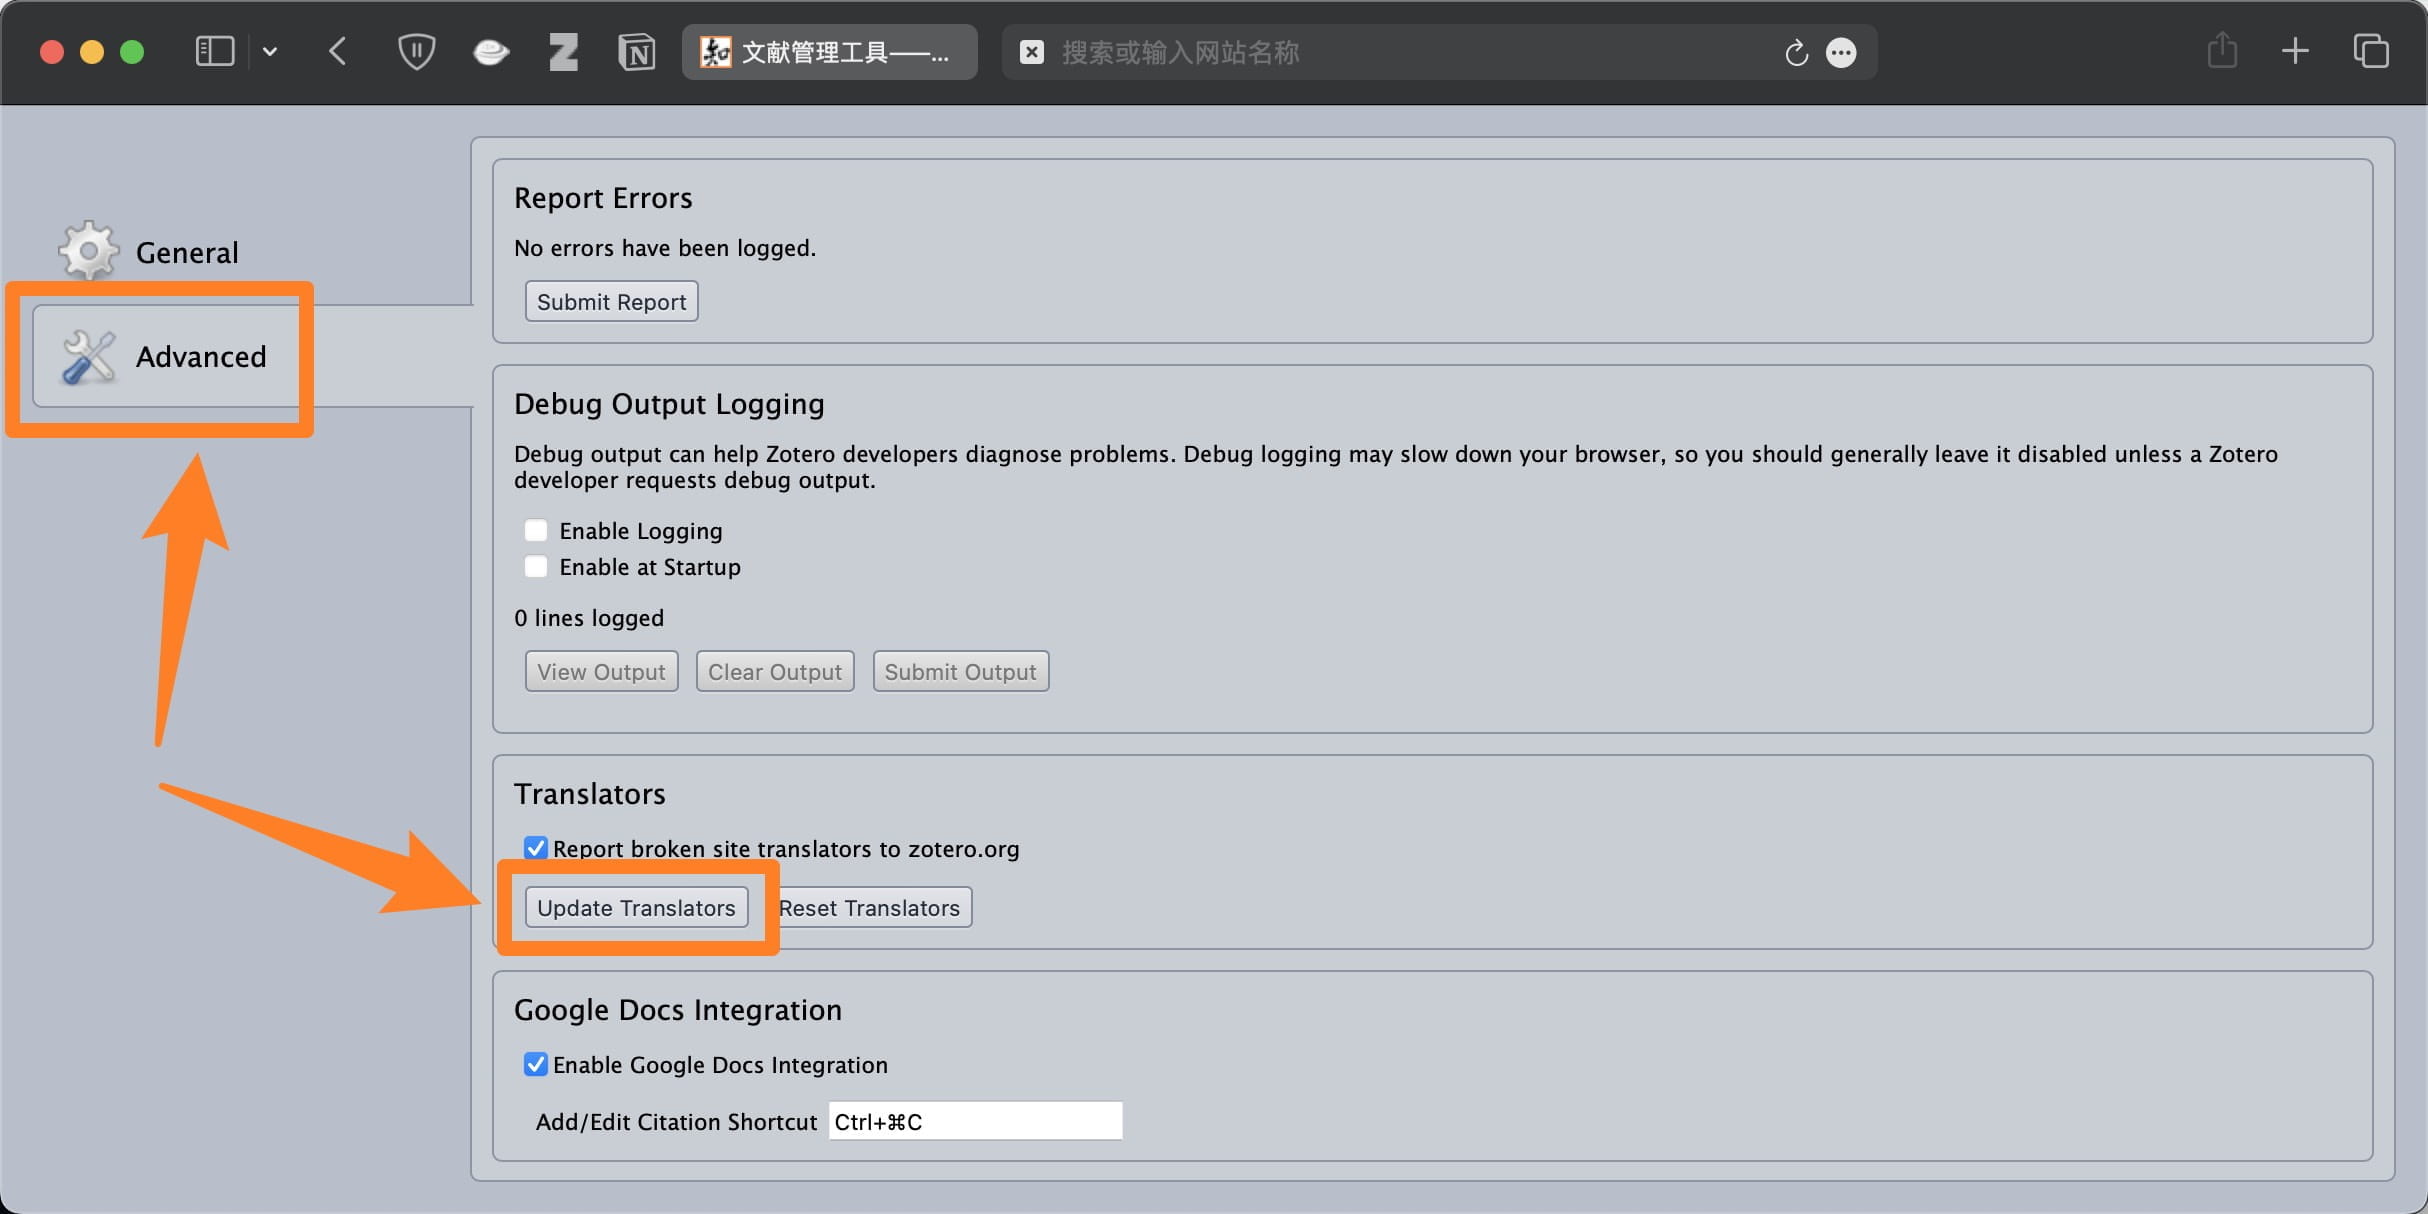 文献管理工具——...
搜索或输入网站名称
General
Advanced
Report Errors
No errors have been logged.
Submit Report
Debug Output Logging
Debug output can help Zotero developers diagnose problems. Debug logging may slow down your browser, so you should generally leave it disabled unless a Zotero
developer requests debug output.
Enable Logging
Enable at Startup
0 lines logged
View Output Clear Output Submit Output
Translators
Report broken site translators to zotero.org
Update Translators Reset Translators
Google Docs Integration
Enable Google Docs Integration
Add/Edit Citation Shortcut Ctrl+⌘C